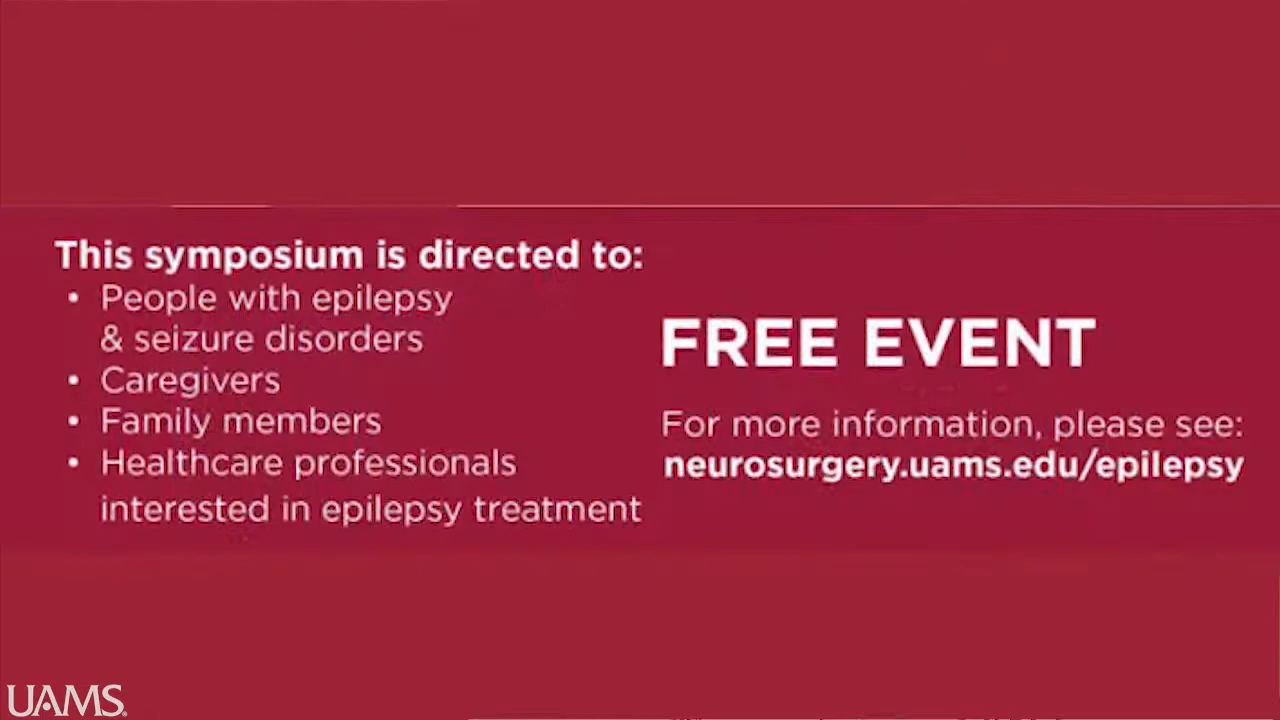 This symposium is directed to:
• People with epilepsy
& seizure disorders
• Caregivers
• Family members
• Healthcare professionals
interested in epilepsy treatment
FREE EVENT
For more information, please see:
neurosurgery.uams.edu/epilepsy
UAMS®